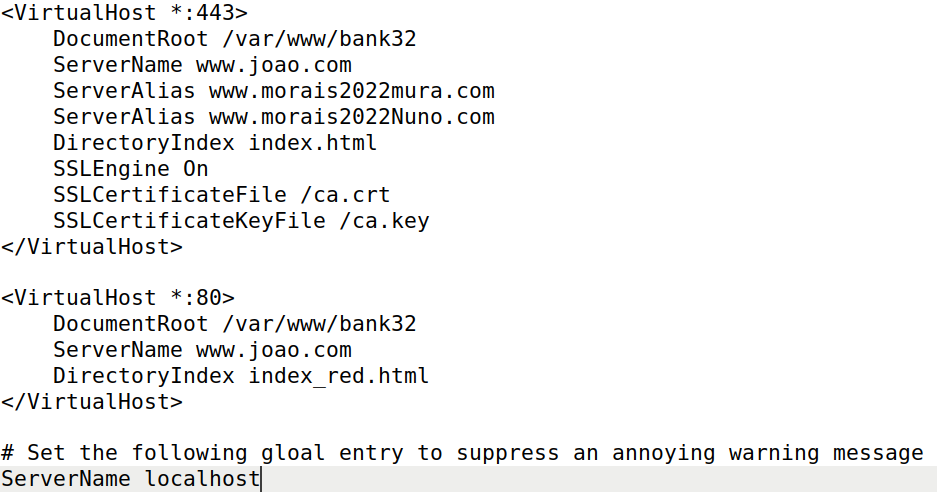 <VirtualHost *:443>
    DocumentRoot /var/www/bank32
    ServerName www.joao.com
    ServerAlias www.morais2022mura.com
    ServerAlias www.morais2022Nuno.com
    DirectoryIndex index.html
    SSLEngine On
    SSLCertificateFile /ca.crt
    SSLCertificateKeyFile /ca.key
</VirtualHost>

<VirtualHost *:80>
    DocumentRoot /var/www/bank32
    ServerName www.joao.com
    DirectoryIndex index_red.html
</VirtualHost>

# Set the following gloal entry to suppress an annoying warning message
ServerName localhost